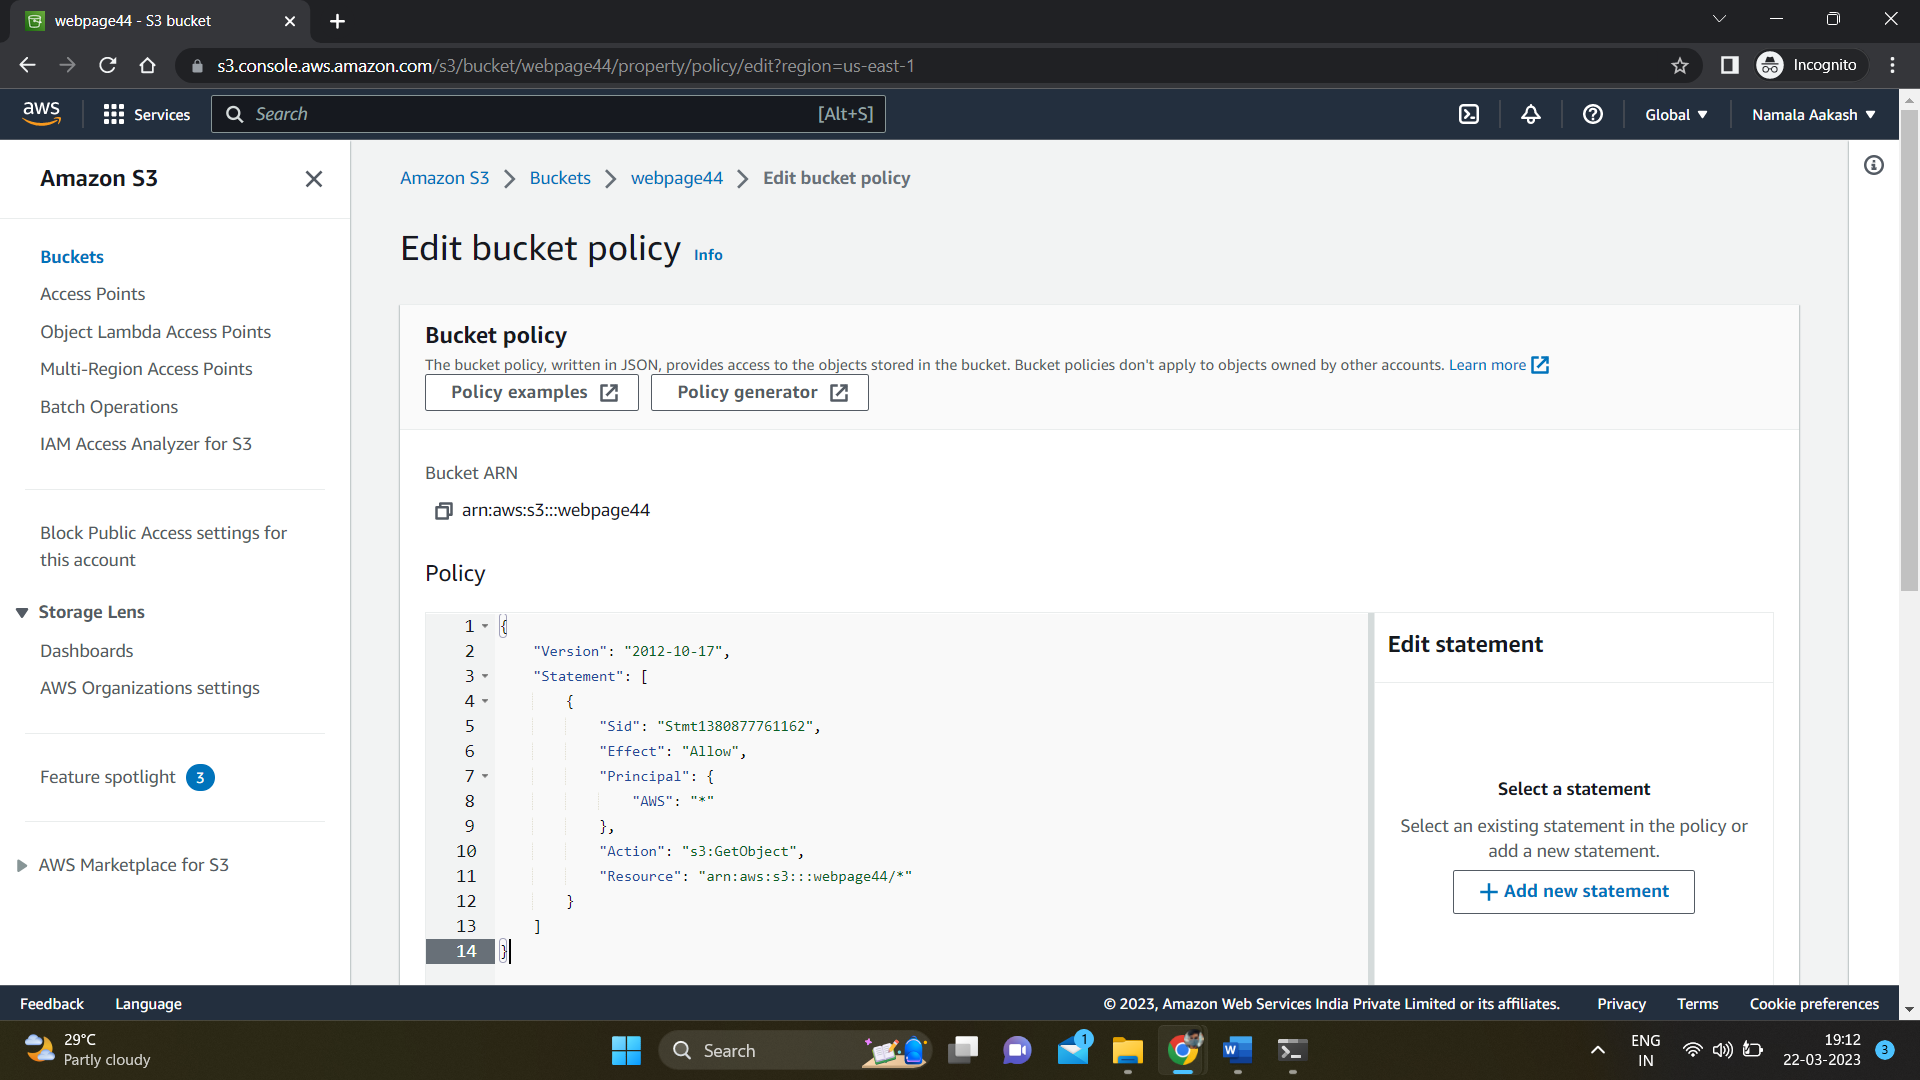 webpage44 - S3 bucket
s3.console.aws.amazon.com/s3/bucket/webpage44/property/policy/edit?region=us-east-1
Incognito
aws
Services
Search
[Alt+S]
Global
Namala Aakash
Amazon S3
Buckets
Access Points
Object Lambda Access Points
Multi-Region Access Points
Batch Operations
IAM Access Analyzer for S3
Block Public Access settings for
this account
Storage Lens
Dashboards
AWS Organizations settings
Feature spotlight 3
AWS Marketplace for S3
Amazon S3 > Buckets > webpage44 > Edit bucket policy
Edit bucket policy Info
Bucket policy
The bucket policy, written in JSON, provides access to the objects stored in the bucket. Bucket policies don't apply to objects owned by other accounts. Learn more
Policy examples
Policy generator
Bucket ARN
arn:aws:s3:::webpage44
Policy
1 {
2 "Version": "2012-10-17",
3 "Statement": [
4 {
5 "Sid": "Stmt1380877761162",
6 "Effect": "Allow",
7 "Principal": {
8 "AWS": "*"
9 },
10 "Action": "s3:GetObject",
11 "Resource": "arn:aws:s3:::webpage44/*"
12 }
13 ]
14 }
Edit statement
Select a statement
Select an existing statement in the policy or
add a new statement.
+ Add new statement
Feedback
Language
© 2023, Amazon Web Services India Private Limited or its affiliates.
Privacy
Terms
Cookie preferences
29°C
Partly cloudy
Search
1
W
ENG
IN
19:12
22-03-2023
3